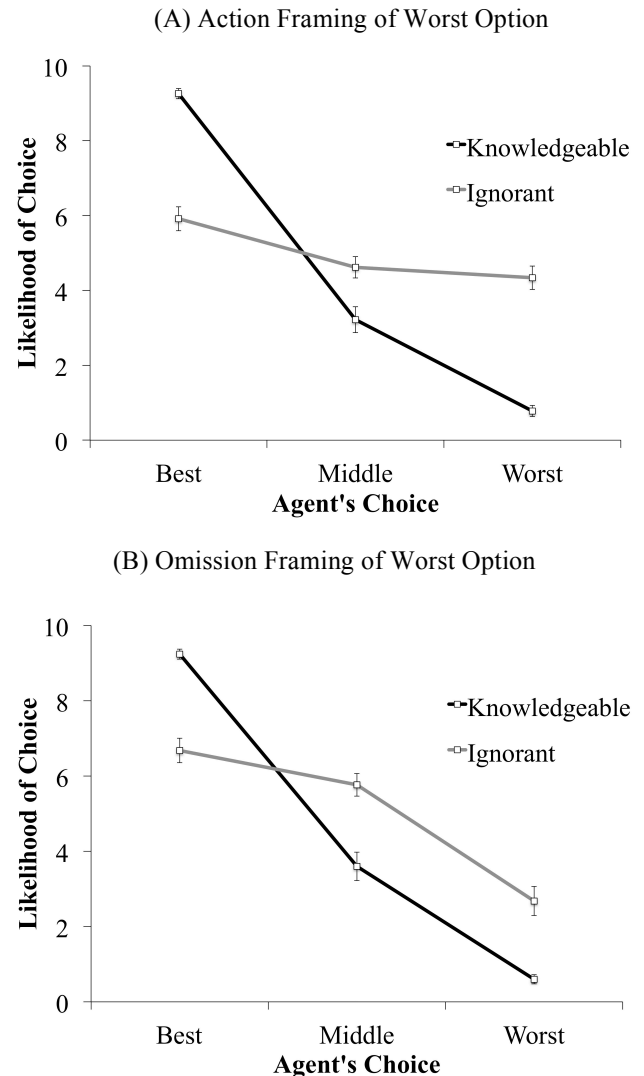 (A) Action Framing of Worst Option
10
8
6
4
2
0
Likelihood of Choice
Knowledgeable
Ignorant
Best Middle Worst
Agent's Choice
(B) Omission Framing of Worst Option
10
8
6
4
2
0
Likelihood of Choice
Knowledgeable
Ignorant
Best Middle Worst
Agent's Choice